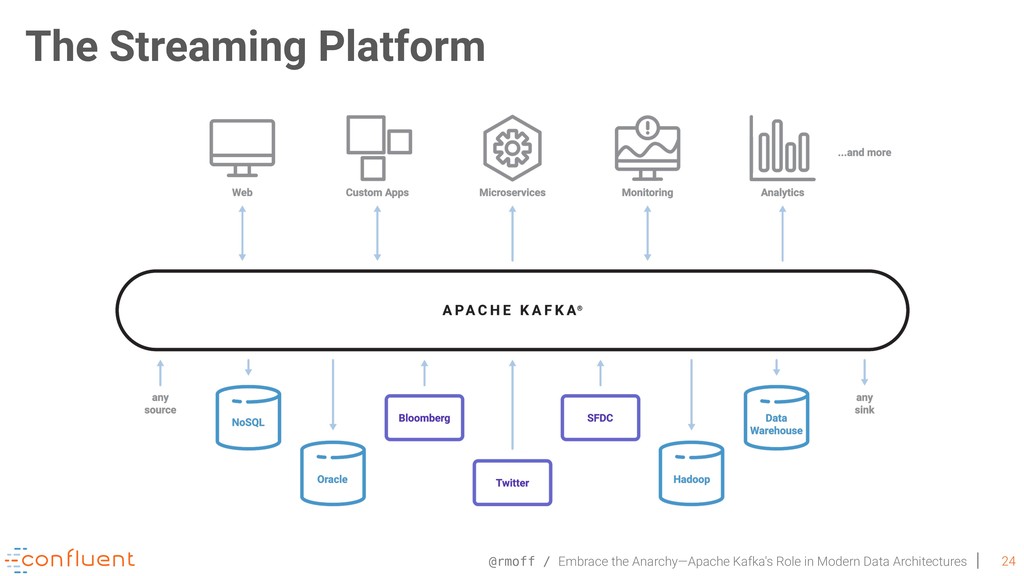 The Streaming Platform
...and more
Web
Custom Apps
Microservices
Monitoring
Analytics
APACHE KAFKA®
any
source
NoSQL
Oracle
Bloomberg
Twitter
SFDC
Hadoop
Data
Warehouse
any
sink
confluent
@rmoff / Embrace the Anarchy—Apache Kafka's Role in Modern Data Architectures | 24